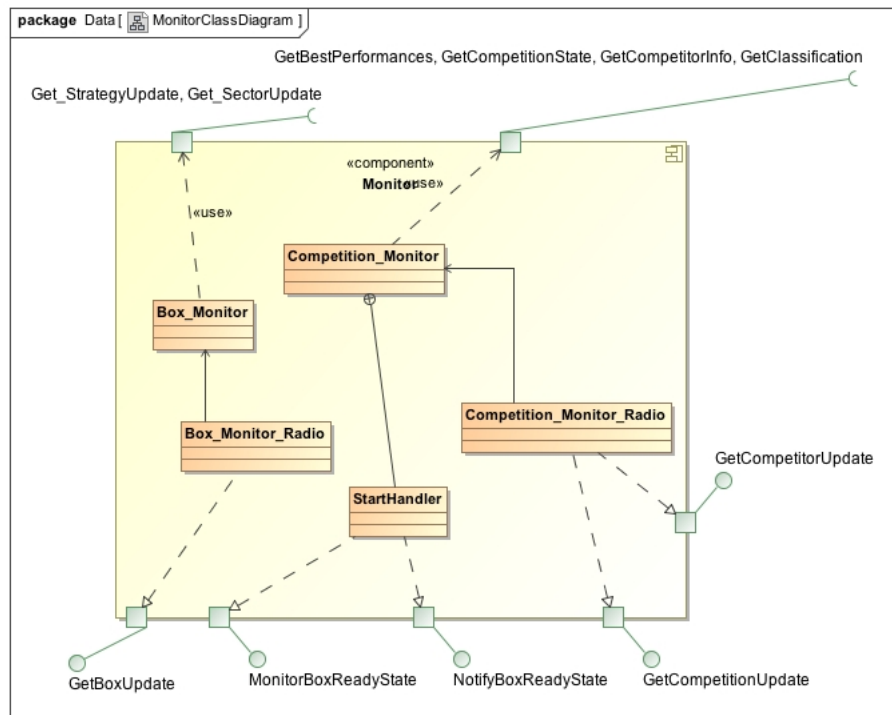 package Data [ MonitorClassDiagram ]
GetBestPerformances, GetCompetitionState, GetCompetitorInfo, GetClassification
Get_StrategyUpdate, Get_SectorUpdate
«component»
Monitor
«use»
«use»
Competition_Monitor
Box_Monitor
Competition_Monitor_Radio
Box_Monitor_Radio
GetCompetitorUpdate
StartHandler
GetBoxUpdate
MonitorBoxReadyState
NotifyBoxReadyState
GetCompetitionUpdate